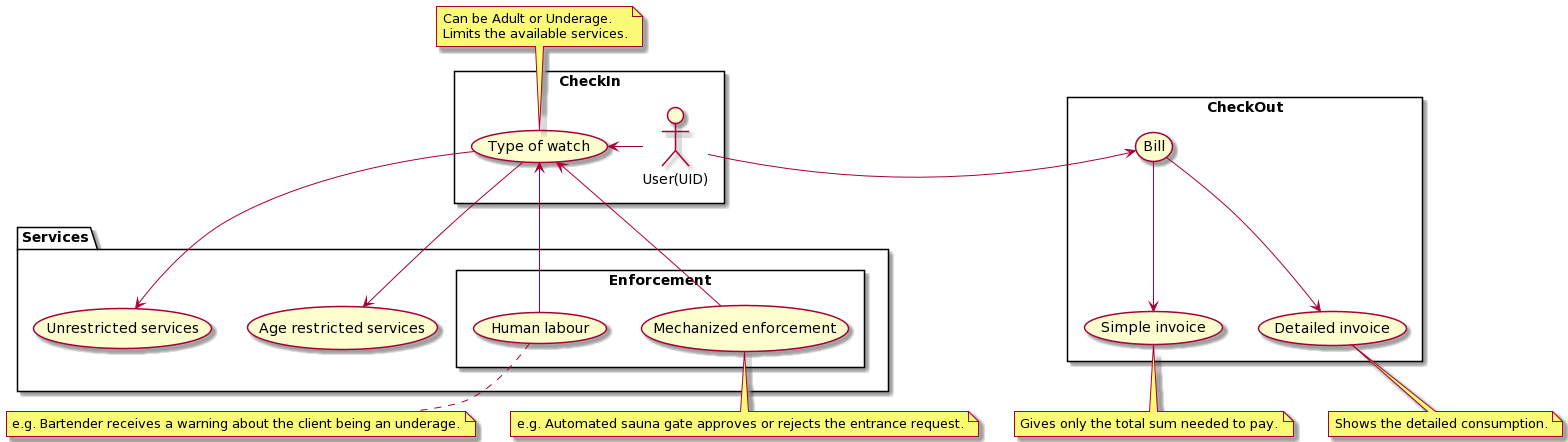 Can be Adult or Underage.
Limits the available services.
CheckIn
CheckOut
Type of watch
User(UID)
Bill
Services
Enforcement
Unrestricted services
Age restricted services
Human labour
Mechanized enforcement
Simple invoice
Detailed invoice
e.g. Bartender receives a warning about the client being an underage.
e.g. Automated sauna gate approves or rejects the entrance request.
Gives only the total sum needed to pay.
Shows the detailed consumption.